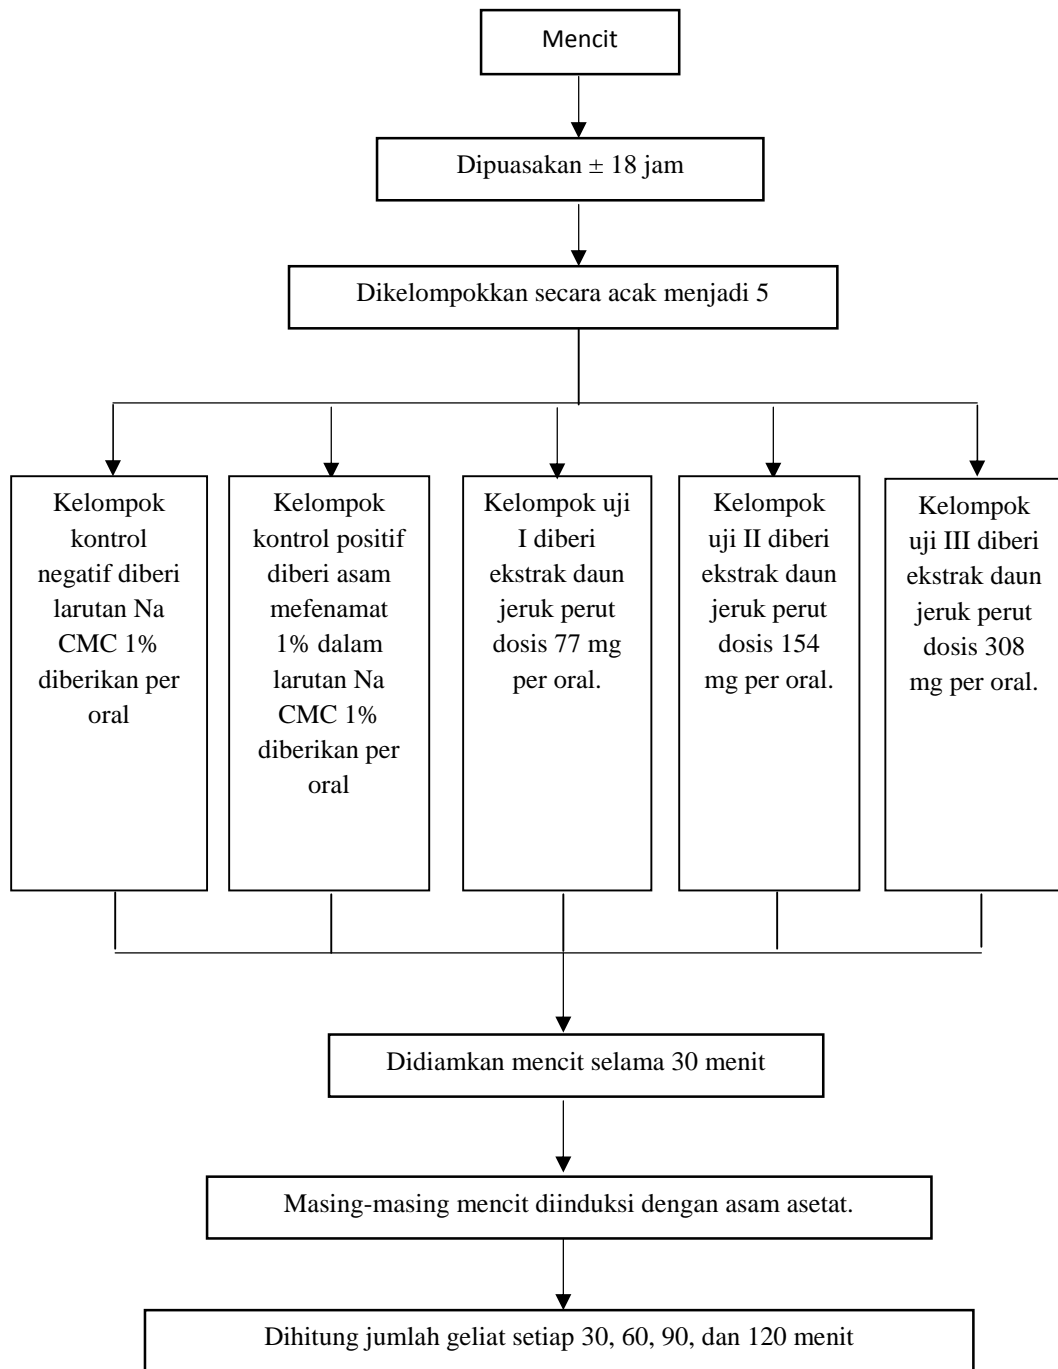 Mencit
Dipuasakan ± 18 jam
Dikelompokkan secara acak menjadi 5
Kelompok
kontrol
negatif diberi
larutan Na
CMC 1%
diberikan per
oral
Kelompok
kontrol positif
diberi asam
mefenamat
1% dalam
larutan Na
CMC 1%
diberikan per
oral
Kelompok uji
I diberi
ekstrak daun
jeruk perut
dosis 77 mg
per oral.
Kelompok
uji II diberi
ekstrak daun
jeruk perut
dosis 154
mg per oral.
Kelompok
uji III diberi
ekstrak daun
jeruk perut
dosis 308
mg per oral.
Didiamkan mencit selama 30 menit
Masing-masing mencit diinduksi dengan asam asetat.
Dihitung jumlah geliat setiap 30, 60, 90, dan 120 menit